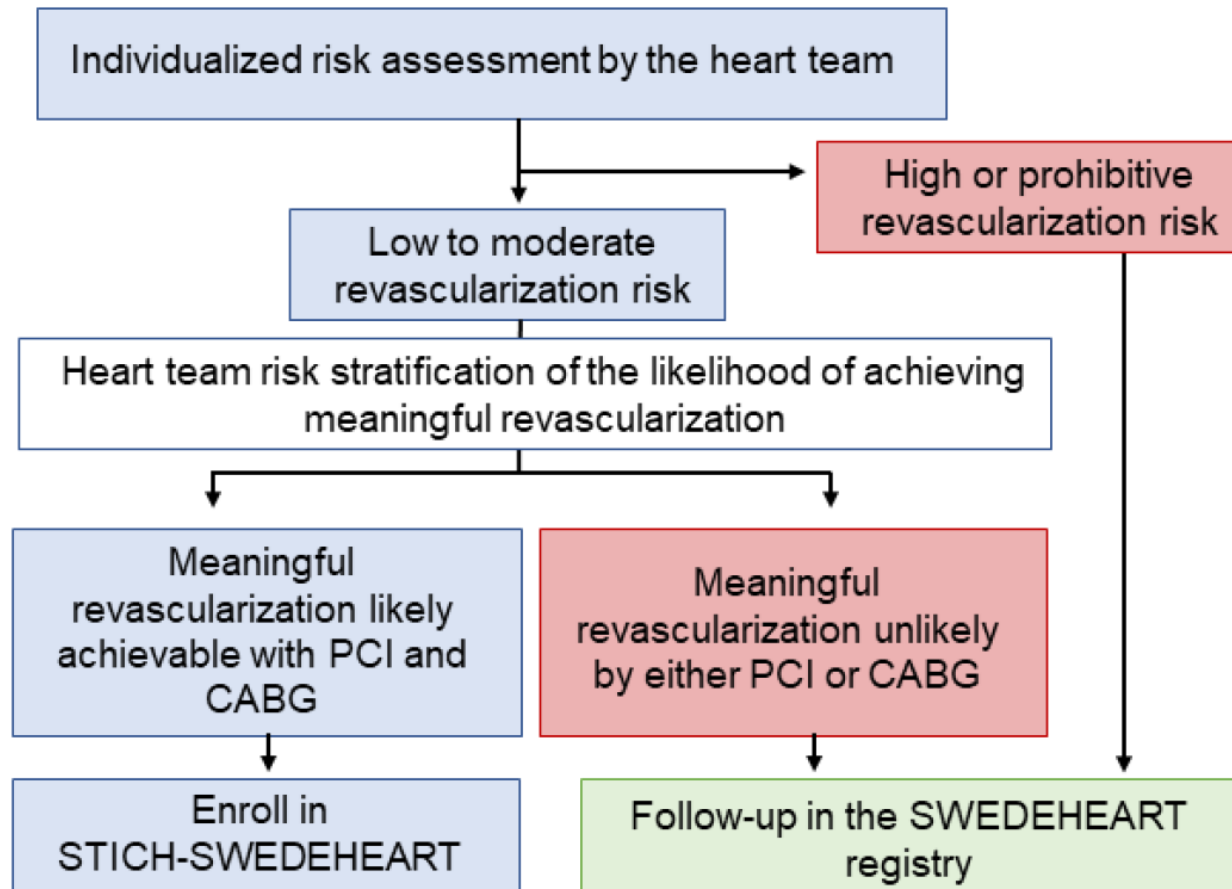 Individualized risk assessment by the heart team
High or prohibitive
revascularization risk
Low to moderate
revascularization risk
Heart team risk stratification of the likelihood of achieving
meaningful revascularization
Meaningful
revascularization likely
achievable with PCI and
CABG
Meaningful
revascularization unlikely
by either PCI or CABG
Enroll in
STICH-SWEDEHEART
Follow-up in the SWEDEHEART
registry